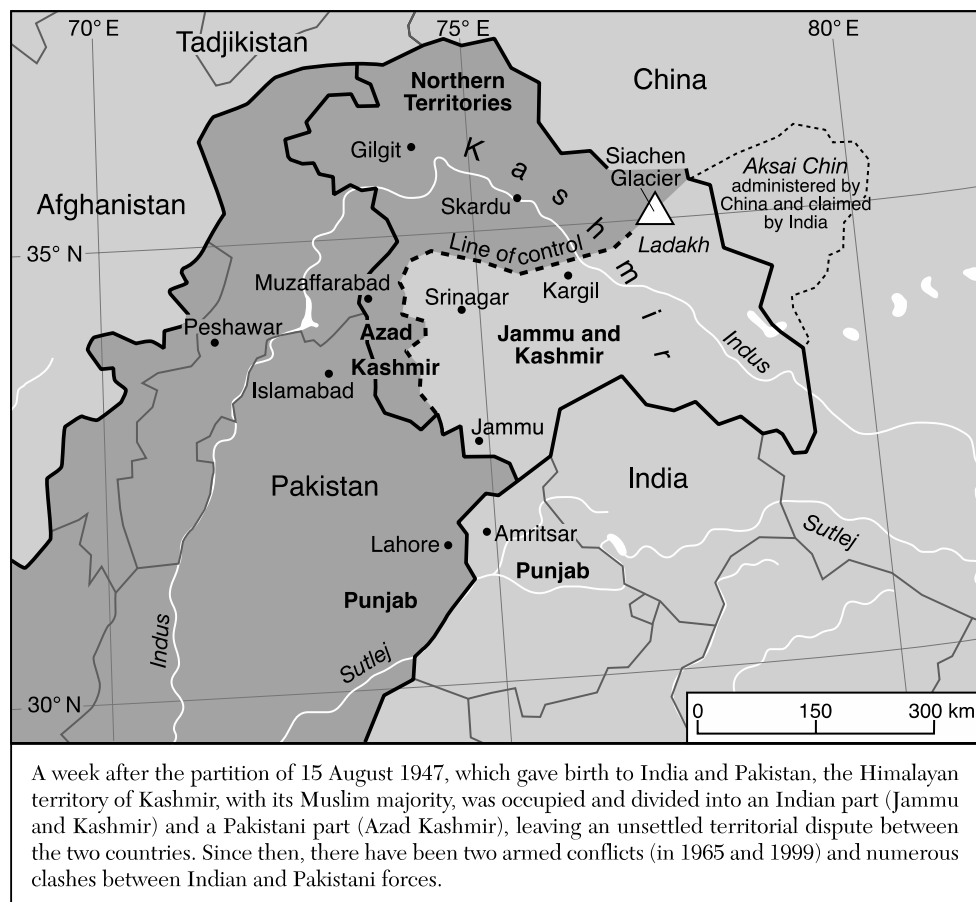 70° E
75° E
80° E
Tadjikistan
Northern
Territories
China
Gilgit
Kashmir
Siachen
Glacier
Aksai Chin
administered by
China and claimed
by India
Afghanistan
Skardu
Ladakh
35° N
Line of control
Muzaffarabad
Srinagar
Kargil
Peshawar
Azad
Kashmir
Jammu and
Kashmir
Indus
Islamabad
Jammu
Pakistan
India
Lahore
Amritsar
Sutlej
Punjab
Punjab
Indus
Sutlej
30° N
0 150 300 km
A week after the partition of 15 August 1947, which gave birth to India and Pakistan, the Himalayan
territory of Kashmir, with its Muslim majority, was occupied and divided into an Indian part (Jammu
and Kashmir) and a Pakistani part (Azad Kashmir), leaving an unsettled territorial dispute between
the two countries. Since then, there have been two armed conflicts (in 1965 and 1999) and numerous
clashes between Indian and Pakistani forces.